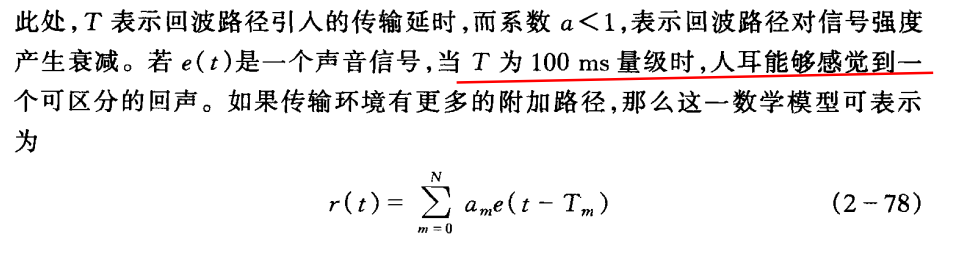 此处,T 表示回波路径引人的传输延时,而系数 a<1,表示回波路径对信号强度
产生衰减。若 e(t)是一个声音信号,当 T 为 100 ms 量级时,人耳能够感觉到一
个可区分的回声。如果传输环境有更多的附加路径,那么这一数学模型可表示
为
r(t) = \sum_{m=0}^{N} a_m e(t - T_m) (2-78)